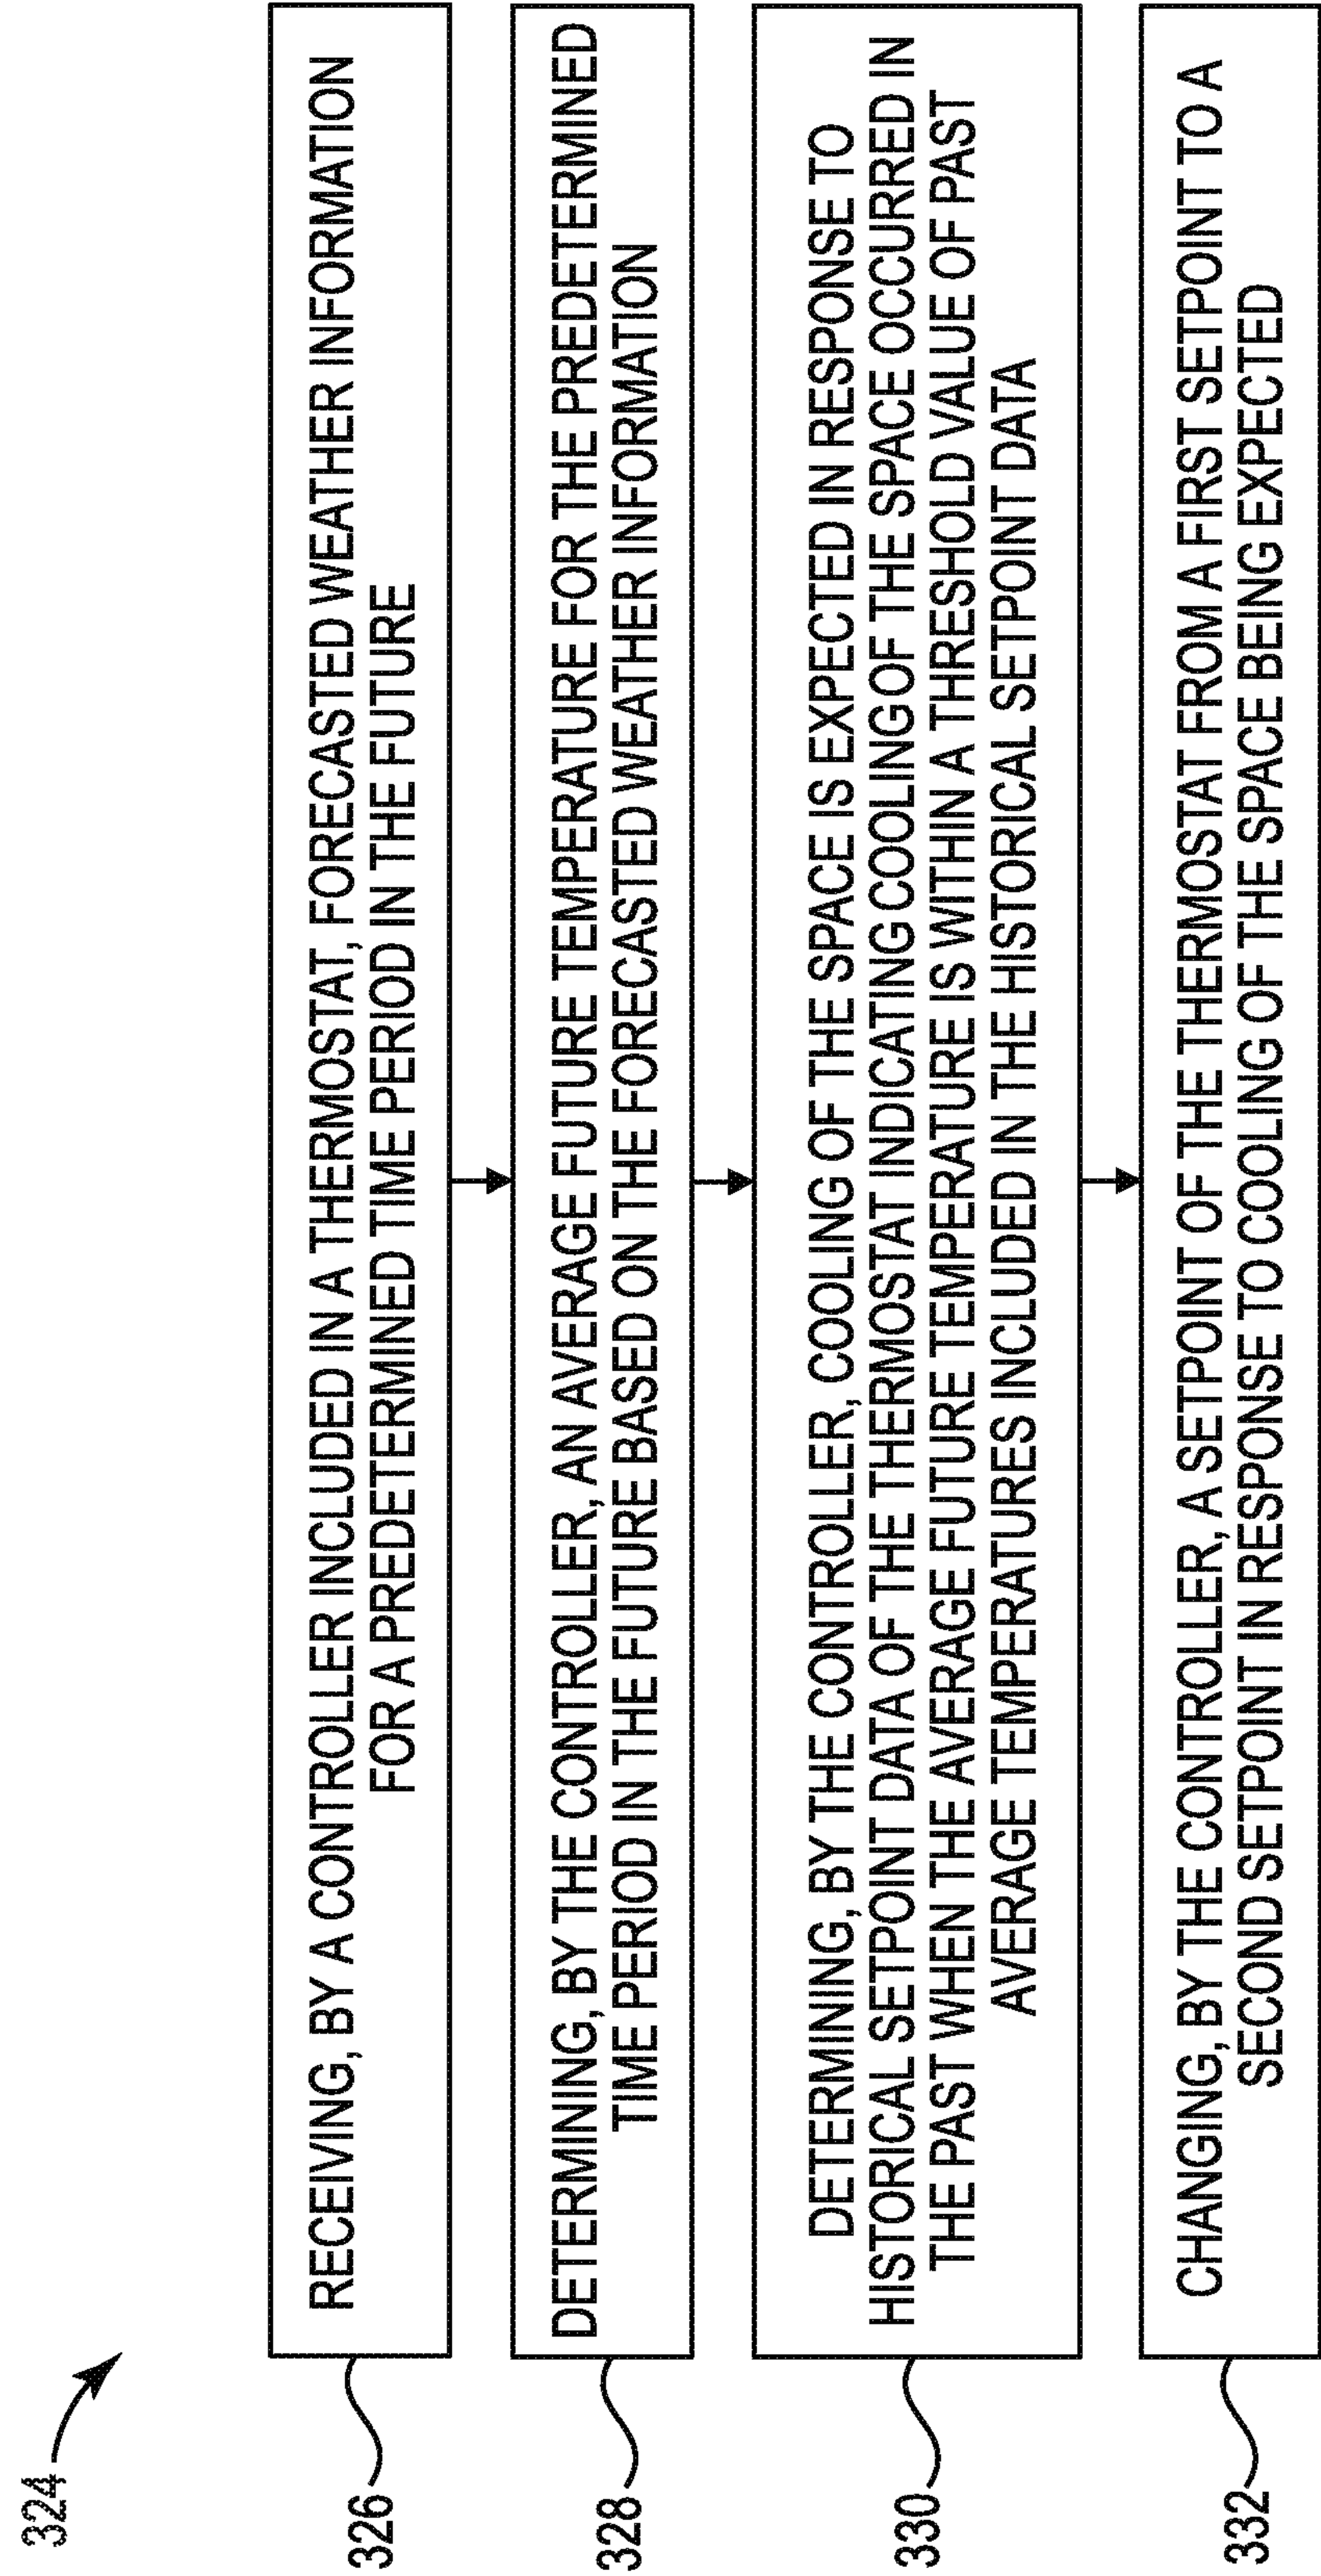 324
326
RECEIVING, BY A CONTROLLER INCLUDED IN A THERMOSTAT, FORECASTED WEATHER INFORMATION
FOR A PREDETERMINED TIME PERIOD IN THE FUTURE
328
DETERMINING, BY THE CONTROLLER, AN AVERAGE FUTURE TEMPERATURE FOR THE PREDETERMINED
TIME PERIOD IN THE FUTURE BASED ON THE FORECASTED WEATHER INFORMATION
330
DETERMINING, BY THE CONTROLLER, COOLING OF THE SPACE IS EXPECTED IN RESPONSE TO
HISTORICAL SETPOINT DATA OF THE THERMOSTAT INDICATING COOLING OF THE SPACE OCCURRED IN
THE PAST WHEN THE AVERAGE FUTURE TEMPERATURE IS WITHIN A THRESHOLD VALUE OF PAST
AVERAGE TEMPERATURES INCLUDED IN THE HISTORICAL SETPOINT DATA
332
CHANGING, BY THE CONTROLLER, A SETPOINT OF THE THERMOSTAT FROM A FIRST SETPOINT TO A
SECOND SETPOINT IN RESPONSE TO COOLING OF THE SPACE BEING EXPECTED